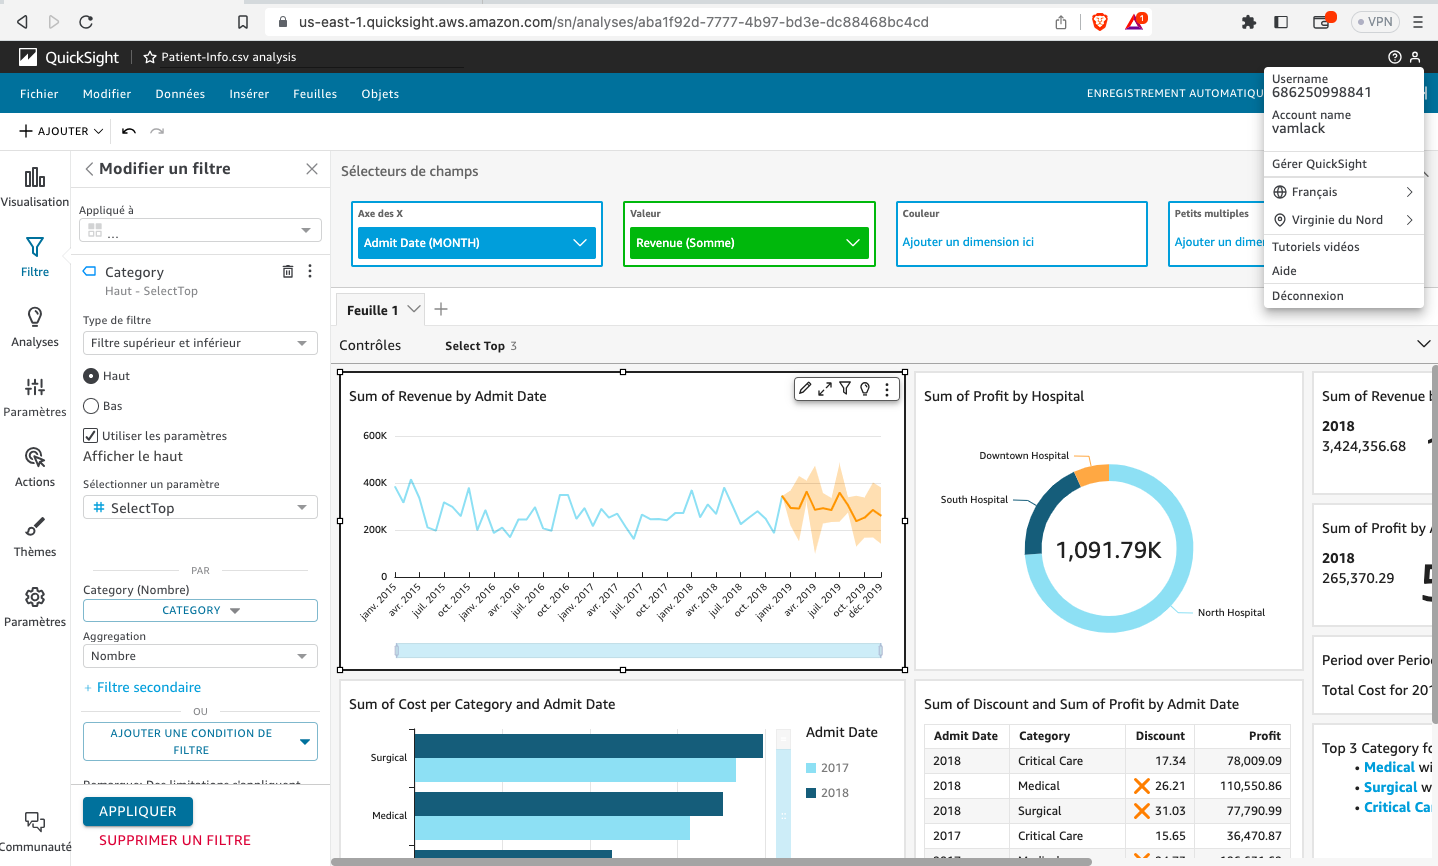 us-east-1.quicksight.aws.amazon.com/sn/analyses/aba1f92d-7777-4b97-bd3e-dc88468bc4cd
1
VPN
QuickSight
Patient-Info.csv analysis
Fichier
Modifier
Données
Insérer
Feuilles
Objets
ENREGISTREMENT AUTOMATIQU
Username
686250998841
Account name
vamlack
Gérer QuickSight
Français
Virginie du Nord
Tutoriels vidéos
Aide
Déconnexion
AJOUTER
Visualisation
Filtre
Analyses
Paramètres
Actions
Thèmes
Paramètres
Communauté
Modifier un filtre
Appliqué à
...
Category
Haut - SelectTop
Type de filtre
Filtre supérieur et inférieur
Haut
Bas
Utiliser les paramètres
Afficher le haut
Sélectionner un paramètre
# SelectTop
PAR
Category (Nombre)
CATEGORY
Aggregation
Nombre
+ Filtre secondaire
OU
AJOUTER UNE CONDITION DE
FILTRE
Remarque: Des limitations s'appliquent
APPLIQUER
SUPPRIMER UN FILTRE
Sélecteurs de champs
Axe des X
Admit Date (MONTH)
Valeur
Revenue (Somme)
Couleur
Ajouter un dimension ici
Petits multiples
Ajouter un dime
Feuille 1
Contrôles
Select Top 3
Sum of Revenue by Admit Date
600K
400K
200K
0
janv. 2015
avr. 2015
juil. 2015
oct. 2015
janv. 2016
avr. 2016
juil. 2016
oct. 2016
janv. 2017
avr. 2017
juil. 2017
oct. 2017
janv. 2018
avr. 2018
juil. 2018
oct. 2018
janv. 2019
avr. 2019
juil. 2019
oct. 2019
déc. 2019
Sum of Profit by Hospital
Downtown Hospital
South Hospital
1,091.79K
North Hospital
Sum of Revenue b
2018
3,424,356.68
Sum of Profit by A
2018
265,370.29
Period over Perio
Total Cost for 201
Top 3 Category fo
• Medical wi
• Surgical w
• Critical Ca
Sum of Cost per Category and Admit Date
Surgical
Medical
Admit Date
2017
2018
Sum of Discount and Sum of Profit by Admit Date
Admit Date Category Discount Profit
2018 Critical Care 17.34 78,009.09
2018 Medical 26.21 110,550.86
2018 Surgical 31.03 77,790.99
2017 Critical Care 15.65 36,470.87